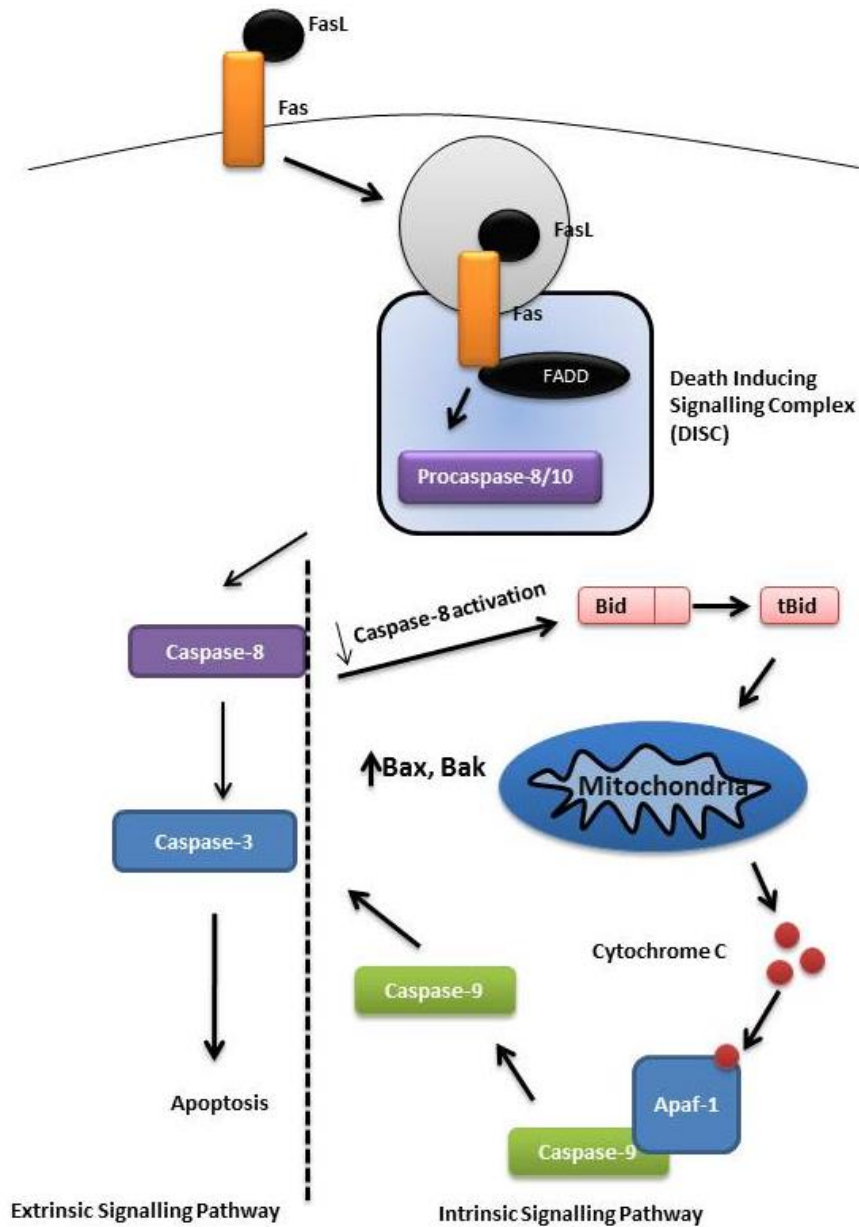 FasL
Fas
FasL
Fas
FADD
Death Inducing
Signalling Complex
(DISC)
Procaspase-8/10
Caspase-8 activation
Bid
tBid
Caspase-8
Bax, Bak
Mitochondria
Caspase-3
Cytochrome C
Caspase-9
Apoptosis
Apaf-1
Caspase-9
Extrinsic Signalling Pathway
Intrinsic Signalling Pathway